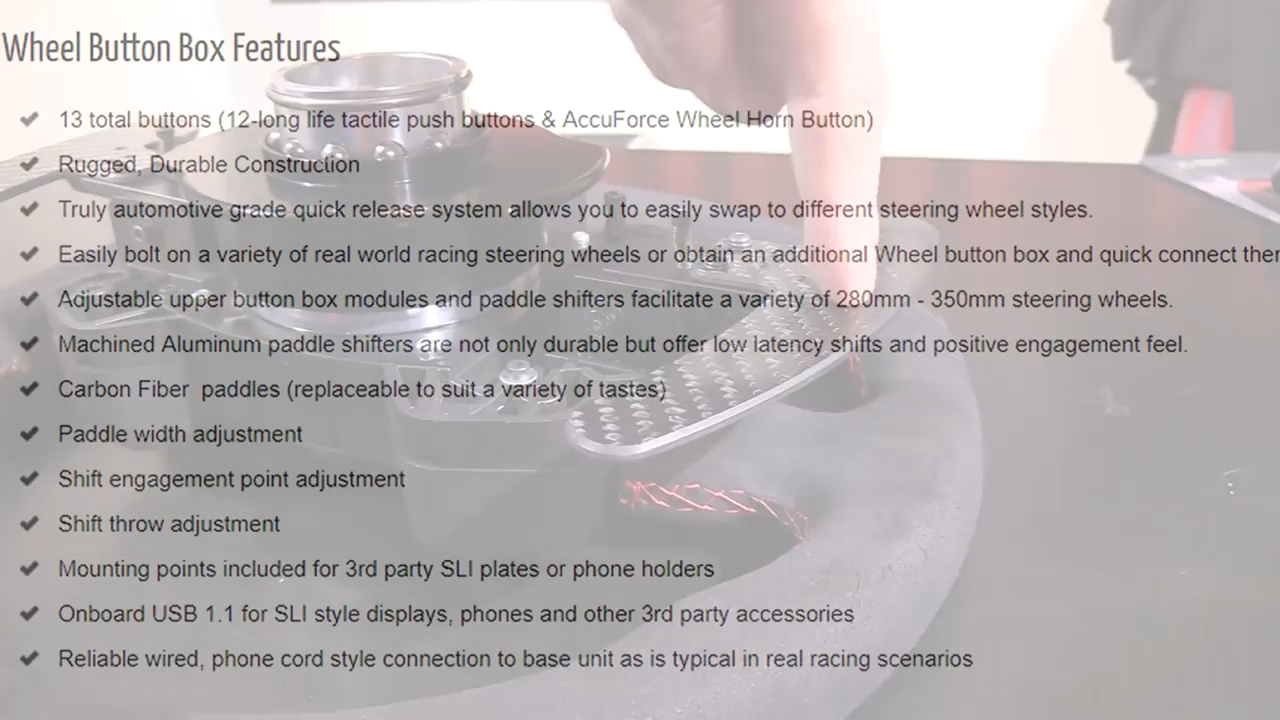 Wheel Button Box Features
13 total buttons (12-long life tactile push buttons & AccuForce Wheel Horn Button)
Rugged, Durable Construction
Truly automotive grade quick release system allows you to easily swap to different steering wheel styles.
Easily bolt on a variety of real world racing steering wheels or obtain an additional Wheel button box and quick connect
Adjustable upper button box modules and paddle shifters facilitate a variety of 280mm - 350mm steering wheels.
Machined Aluminum paddle shifters are not only durable but offer low latency shifts and positive engagement feel.
Carbon Fiber paddles (replaceable to suit a variety of tastes)
Paddle width adjustment
Shift engagement point adjustment
Shift throw adjustment
Mounting points included for 3rd party SLI plates or phone holders
Onboard USB 1.1 for SLI style displays, phones and other 3rd party accessories
Reliable wired, phone cord style connection to base unit as is typical in real racing scenarios